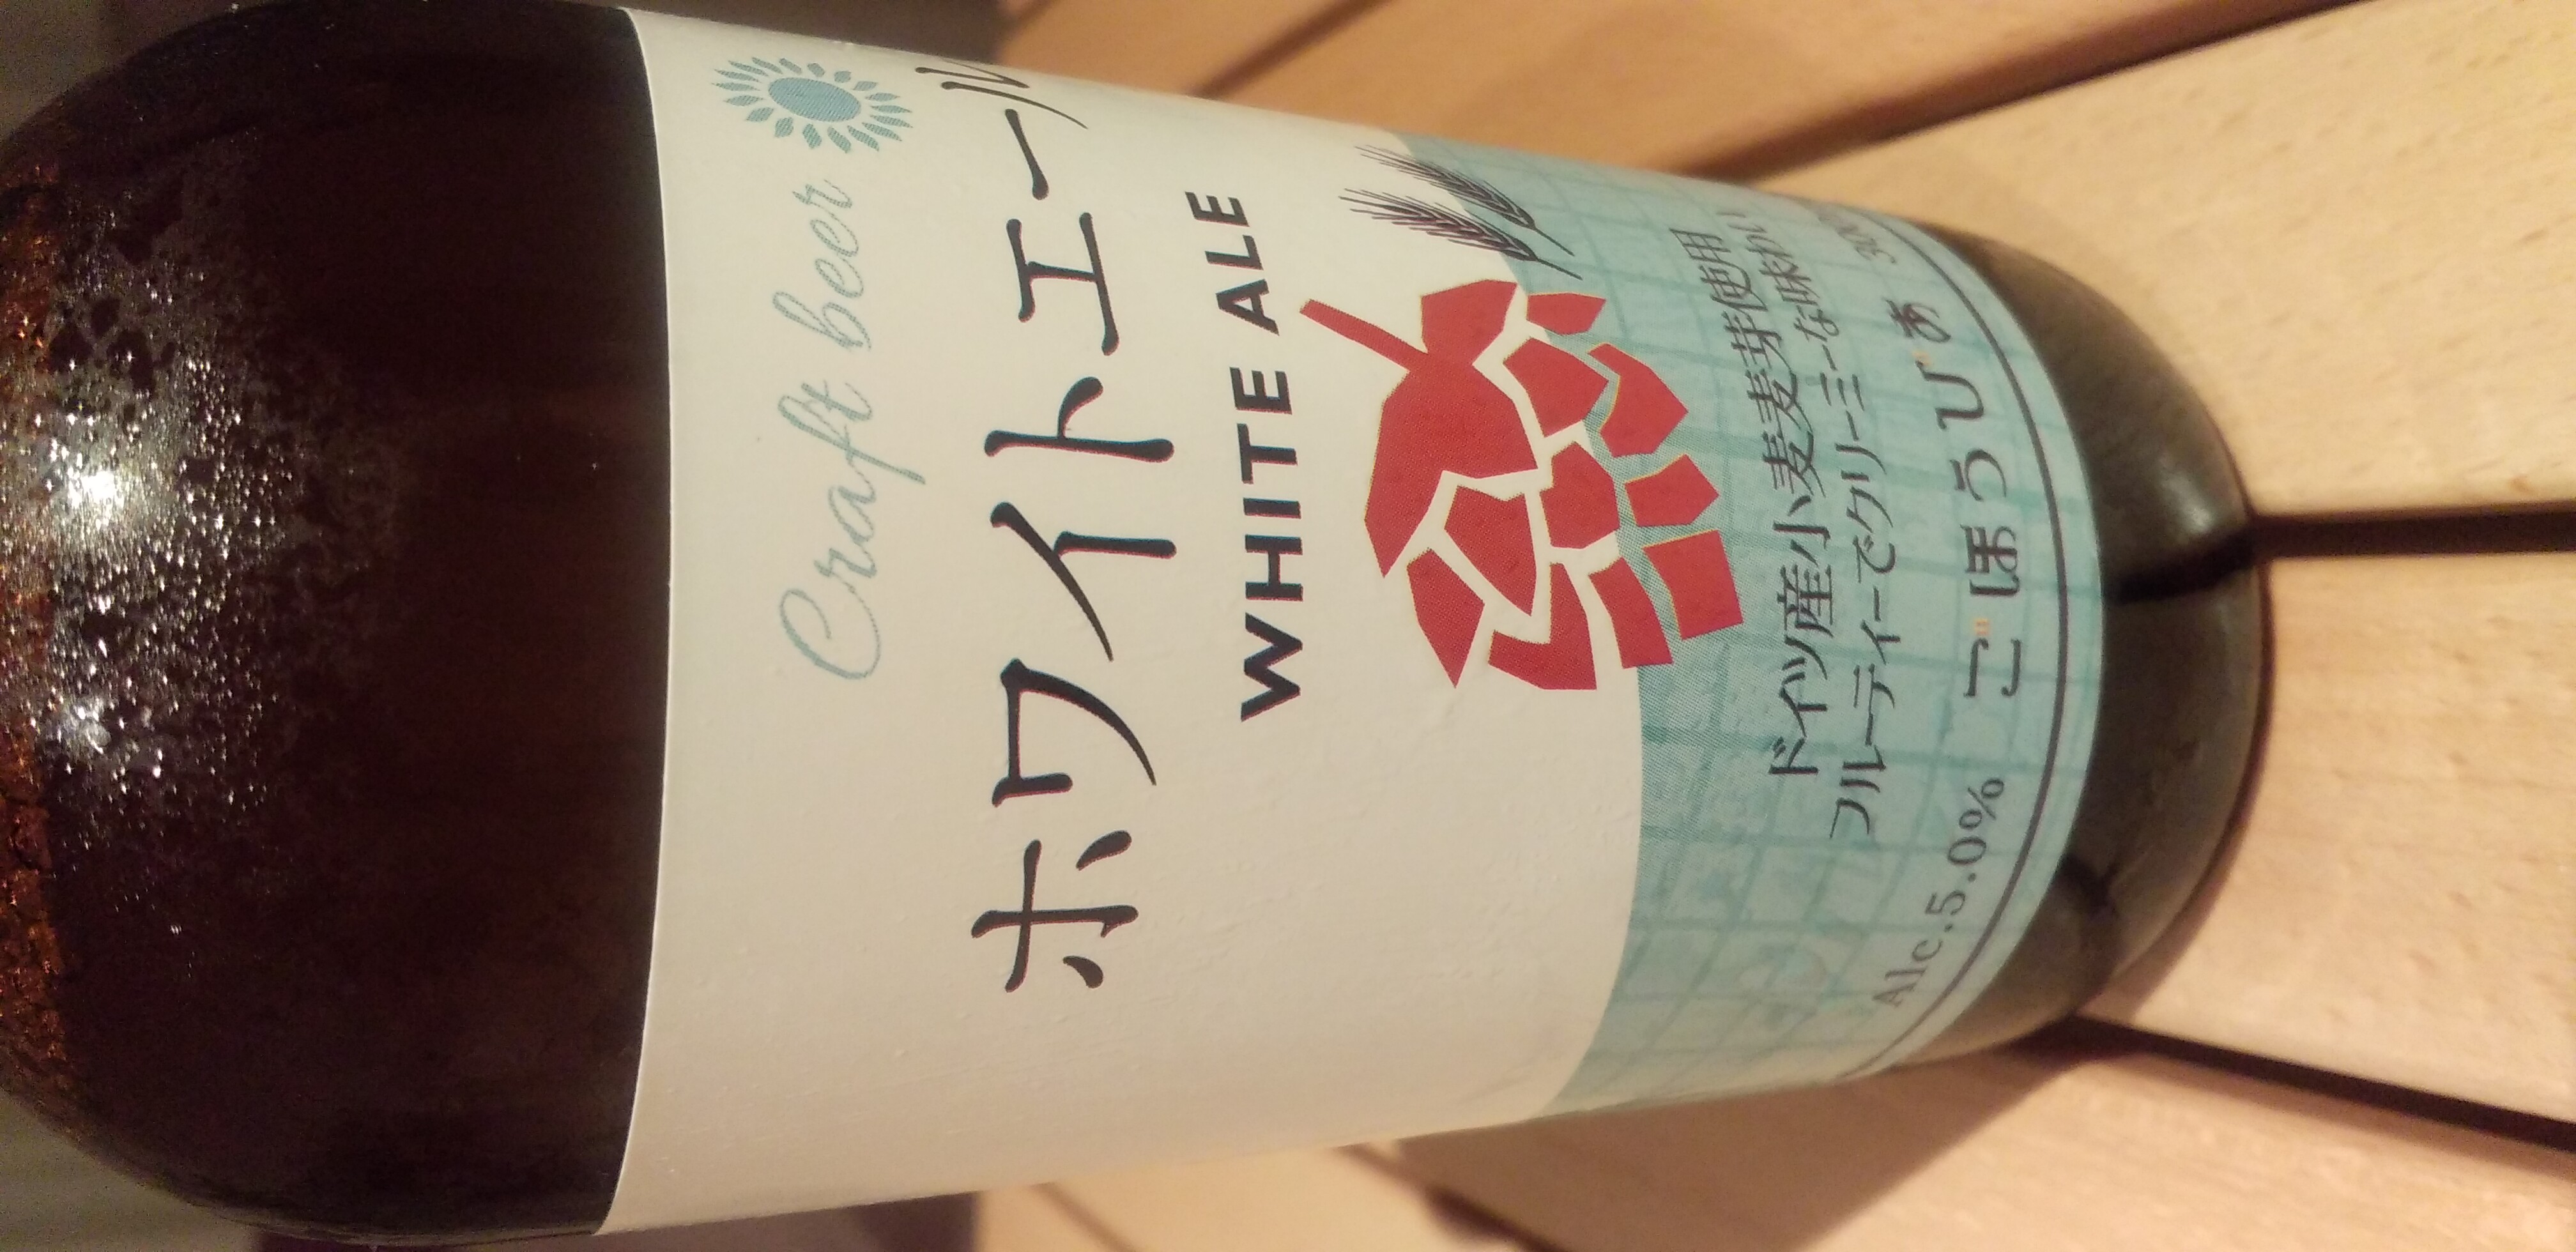 Craft beer
ホワイトエール
WHITE ALE
ドイツ産小麦麦芽使用
フルーティーでクリーミーな味わい
Alc.5.0% ごほうびあ